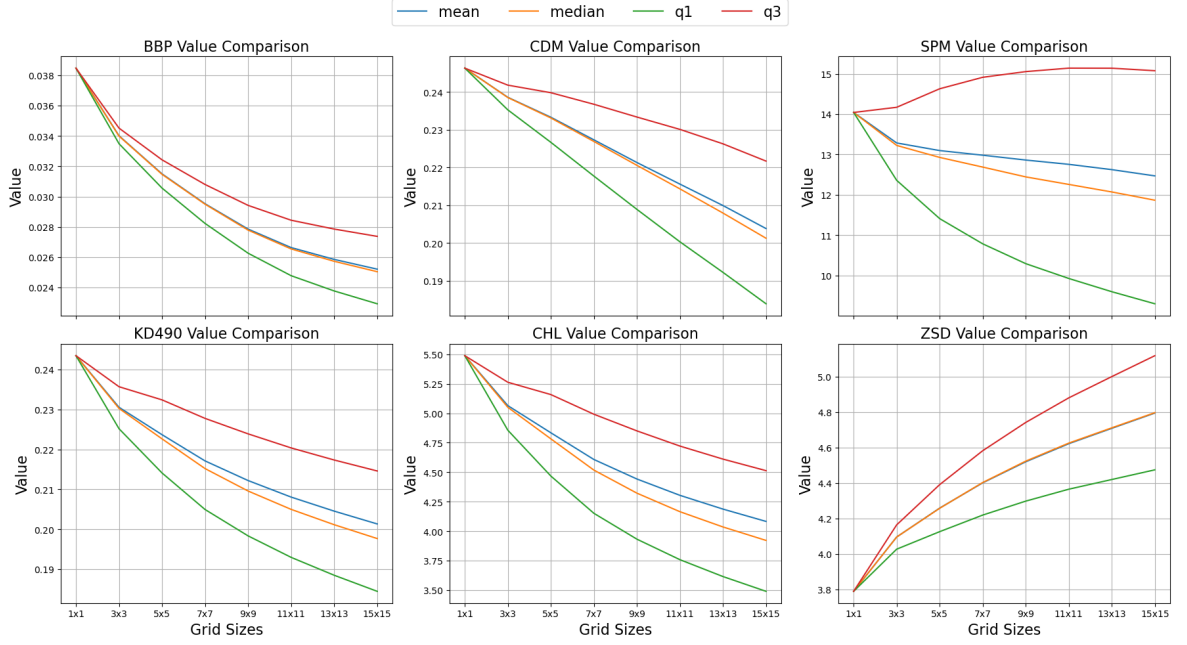 mean median q1 q3
BBP Value Comparison
Value
0.038
0.036
0.034
0.032
0.030
0.028
0.026
0.024
CDM Value Comparison
0.24
0.23
0.22
0.21
0.20
0.19
SPM Value Comparison
Value
15
14
13
12
11
10
KD490 Value Comparison
Value
0.24
0.23
0.22
0.21
0.20
0.19
1x1 3x3 5x5 7x7 9x9 11x11 13x13 15x15
Grid Sizes
CHL Value Comparison
Value
5.50
5.25
5.00
4.75
4.50
4.25
4.00
3.75
3.50
1x1 3x3 5x5 7x7 9x9 11x11 13x13 15x15
Grid Sizes
ZSD Value Comparison
Value
5.0
4.8
4.6
4.4
4.2
4.0
3.8
1x1 3x3 5x5 7x7 9x9 11x11 13x13 15x15
Grid Sizes
Value